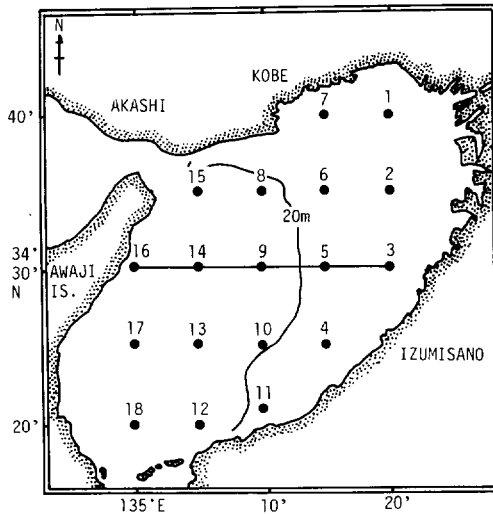 N
KOBE
AKASHI
40'
7 1
15 8 6 2
20m
34°
30'
N
16 14 9 5 3
AWAJI
IS.
17 13 10 4
IZUMISANO
11
20'
18 12
135°E 10' 20'